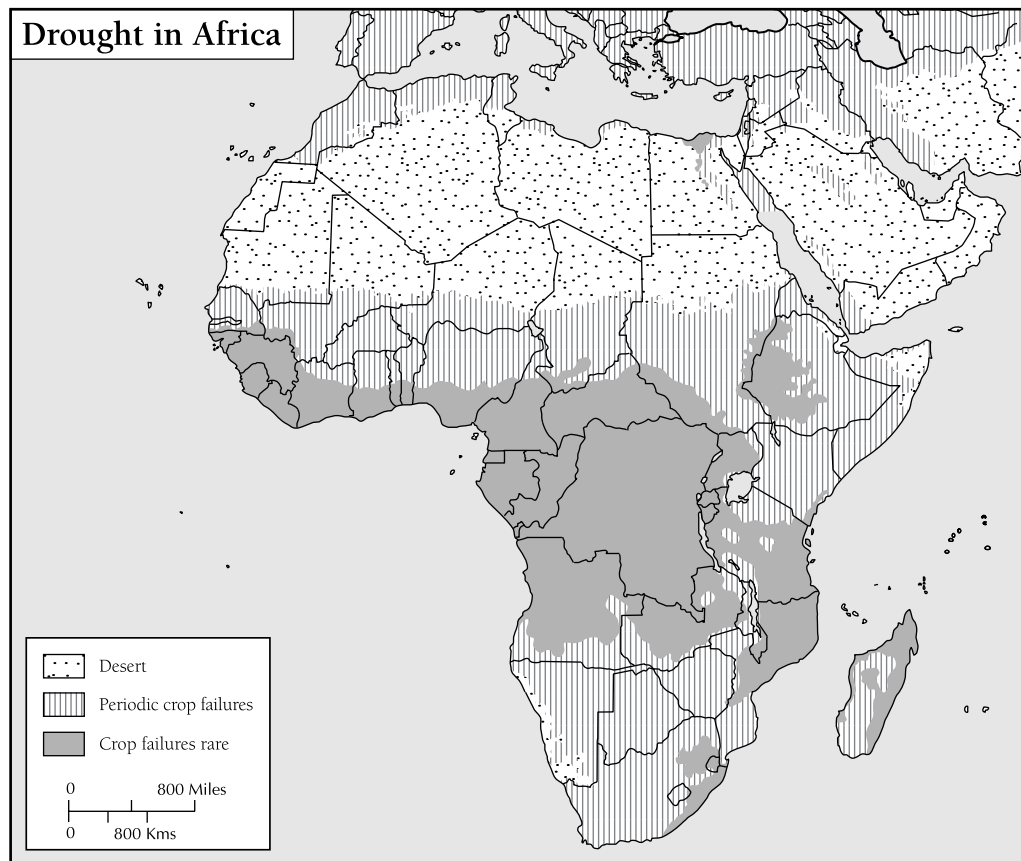 Drought in Africa
Desert
Periodic crop failures
Crop failures rare
0 800 Miles
0 800 Kms